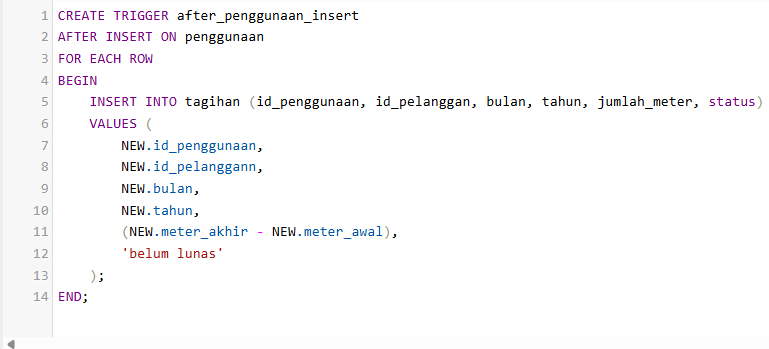 1 CREATE TRIGGER after_penggunaan_insert
2 AFTER INSERT ON penggunaan
3 FOR EACH ROW
4 BEGIN
5     INSERT INTO tagihan (id_penggunaan, id_pelanggan, bulan, tahun, jumlah_meter, status)
6     VALUES (
7         NEW.id_penggunaan,
8         NEW.id_pelanggann,
9         NEW.bulan,
10         NEW.tahun,
11         (NEW.meter_akhir - NEW.meter_awal),
12         'belum lunas'
13     );
14 END;